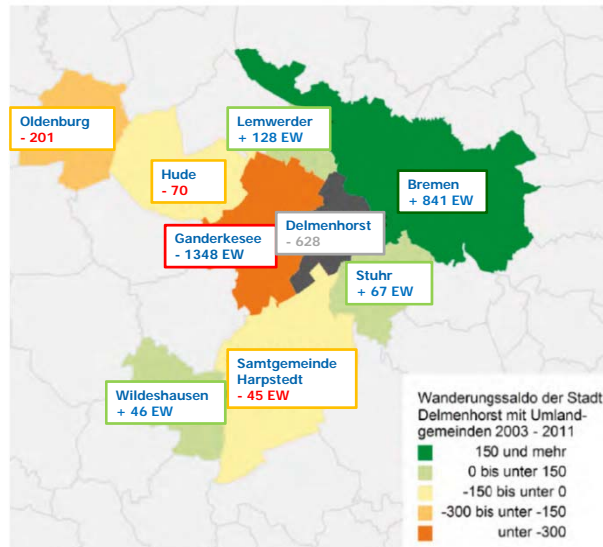 Oldenburg
- 201
Lemwerder
+ 128 EW
Hude
- 70
Bremen
+ 841 EW
Ganderkesee
- 1348 EW
Delmenhorst
- 628
Stuhr
+ 67 EW
Samtgemeinde
Harpstedt
- 45 EW
Wildeshausen
+ 46 EW
Wanderungssaldo der Stadt
Delmenhorst mit Umland-
gemeinden 2003 - 2011
150 und mehr
0 bis unter 150
-150 bis unter 0
-300 bis unter -150
unter -300